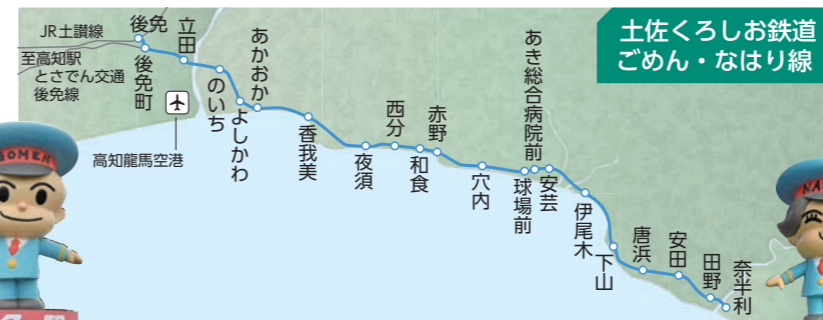 土佐くろしお鉄道
ごめん・なはり線
JR土讃線
至高知駅
とさでん交通
後免線
高知龍馬空港
後免
後免町
立田
のいち
よしかわ
あかおか
香我美
夜須
西分
和食
赤野
穴内
球場前
あき総合病院前
安芸
伊尾木
下山
唐浜
安田
田野
奈半利
GOMEN
NA